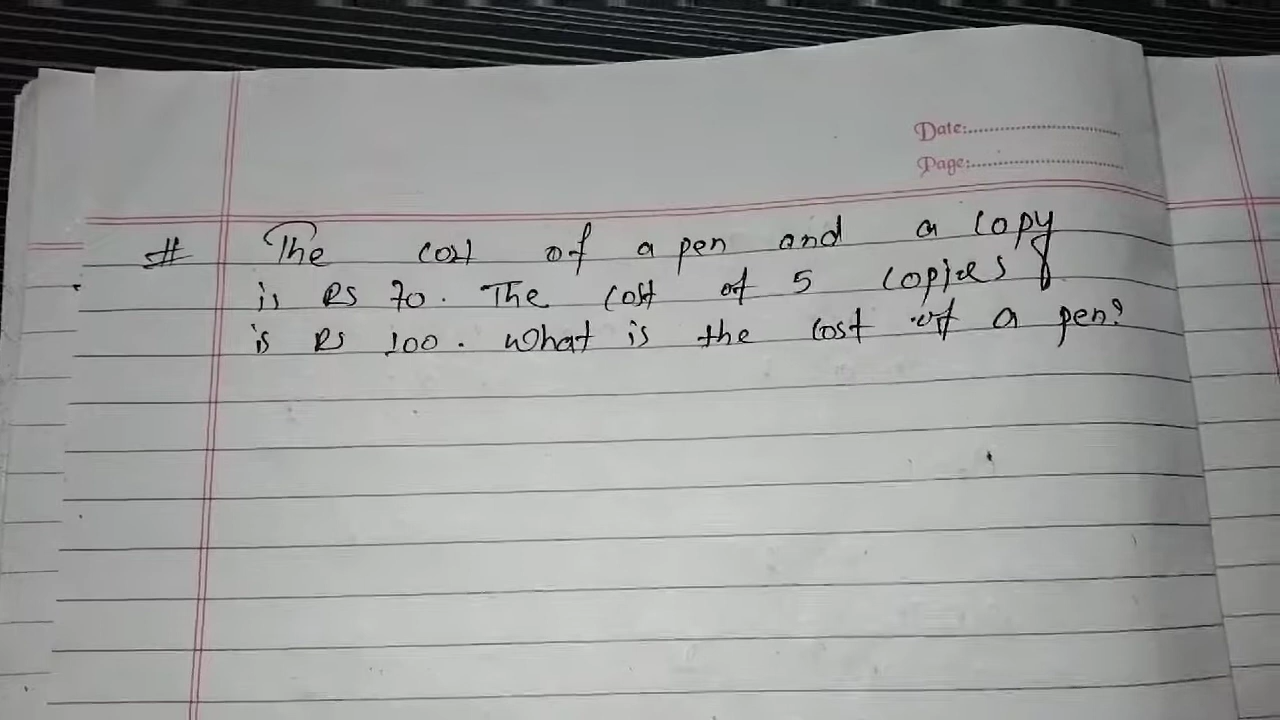 Date:
Page:
# The cost of a pen and a copy
is RS 70. The cost of 5 copies
is RS 100. What is the cost of a pen?